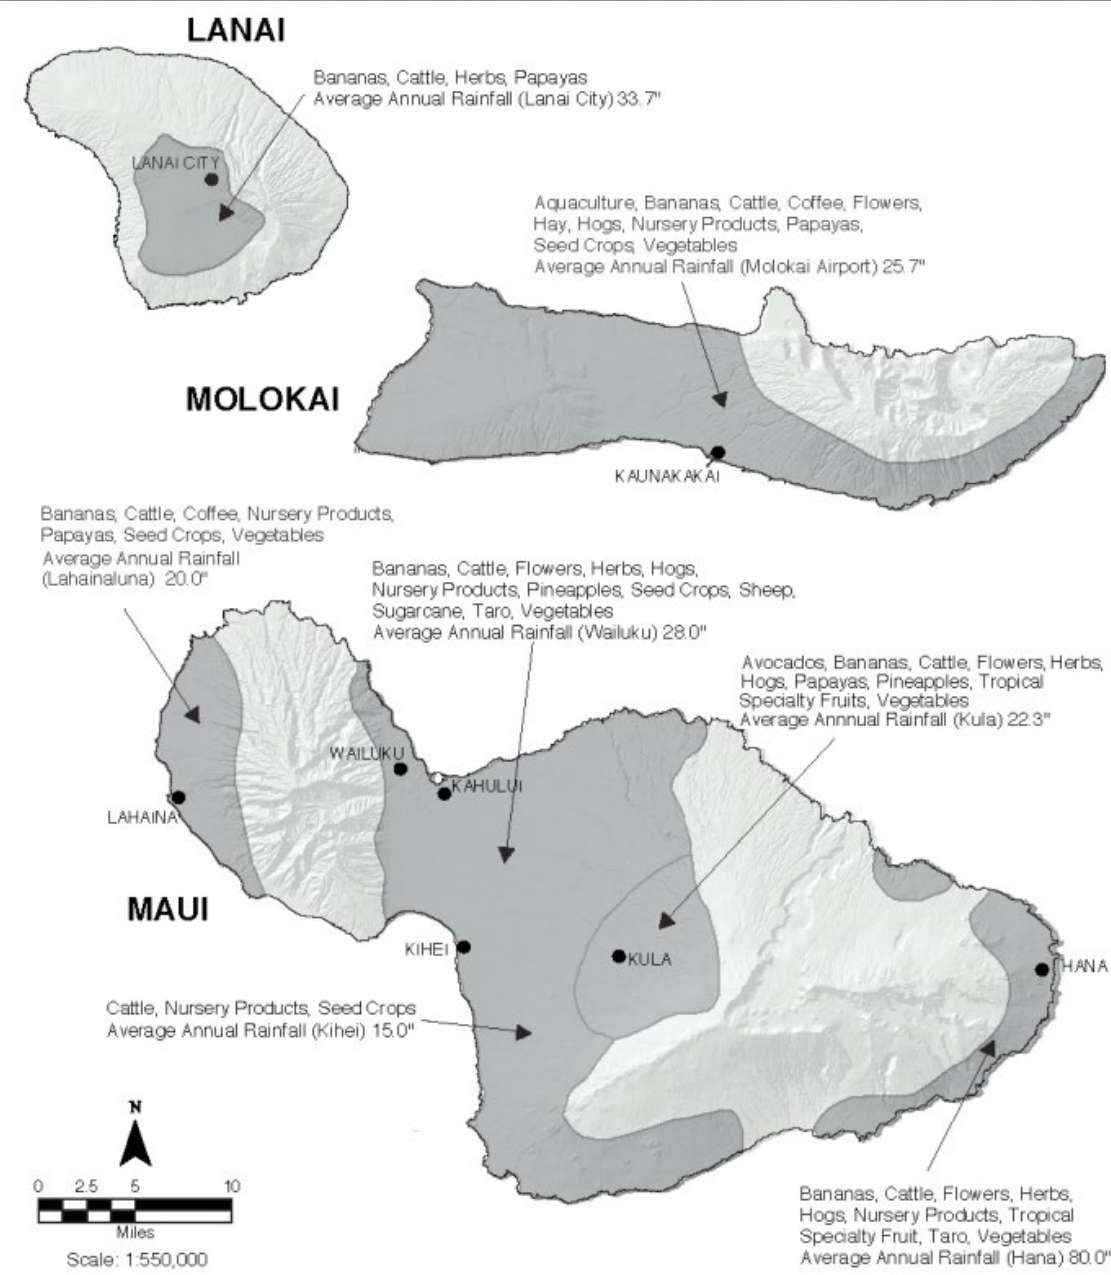 LANAI
Bananas, Cattle, Herbs, Papayas
Average Annual Rainfall (Lanai City) 33.7"
LANAI CITY
Aquaculture, Bananas, Cattle, Coffee, Flowers,
Hay, Hogs, Nursery Products, Papayas,
Seed Crops, Vegetables
Average Annual Rainfall (Molokai Airport) 25.7"
MOLOKAI
KAUNAKAKAI
Bananas, Cattle, Coffee, Nursery Products,
Papayas, Seed Crops, Vegetables
Average Annual Rainfall
(Lahainaluna) 20.0"
Bananas, Cattle, Flowers, Herbs, Hogs,
Nursery Products, Pineapples, Seed Crops, Sheep,
Sugarcane, Taro, Vegetables
Average Annual Rainfall (Wailuku) 28.0"
Avocados, Bananas, Cattle, Flowers, Herbs,
Hogs, Papayas, Pineapples, Tropical
Specialty Fruits, Vegetables
Average Annnual Rainfall (Kula) 22.3"
WAILUKU
KAHULUI
LAHAINA
MAUI
KIHEI
KULA
HANA
Cattle, Nursery Products, Seed Crops
Average Annual Rainfall (Kihei) 15.0"
N
0 2.5 5 10
Miles
Scale: 1:550,000
Bananas, Cattle, Flowers, Herbs,
Hogs, Nursery Products, Tropical
Specialty Fruit, Taro, Vegetables
Average Annual Rainfall (Hana) 80.0"